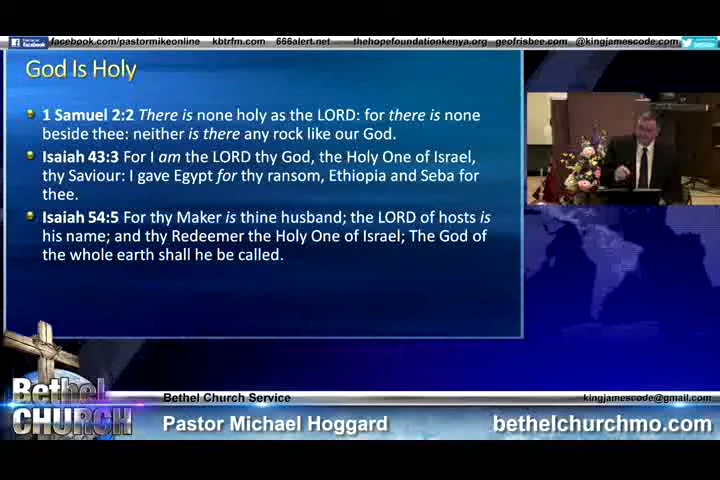 facebook.com/pastormikeonline kbtrfm.com 666alert.net thehopefoundationkenya.org geofrisbee.com @kingjamescode.com
God Is Holy
1 Samuel 2:2 There is none holy as the LORD: for there is none
beside thee: neither is there any rock like our God.
Isaiah 43:3 For I am the LORD thy God, the Holy One of Israel,
thy Saviour: I gave Egypt for thy ransom, Ethiopia and Seba for
thee.
Isaiah 54:5 For thy Maker is thine husband; the LORD of hosts is
his name; and thy Redeemer the Holy One of Israel; The God of
the whole earth shall he be called.
Bethel
CHURCH
Bethel Church Service
kingjamescode@gmail.com
Pastor Michael Hoggard
bethelchurchmo.com